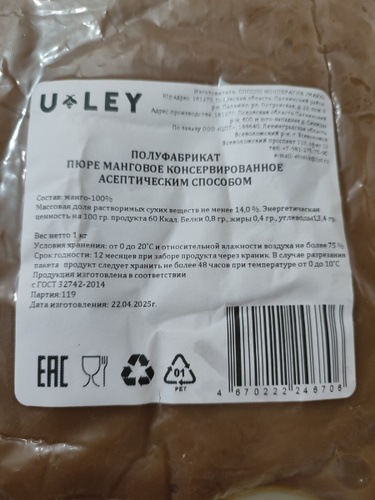 U LEY
Изготовитель:
ПОЛУФАБРИКАТ
ПЮРЕ МАНГОВОЕ КОНСЕРВИРОВАННОЕ
АСЕПТИЧЕСКИМ СПОСОБОМ
Состав: манго-100%
Массовая доля растворимых сухих веществ не менее 14,0 %. Энергетическая
ценность на 100 гр. продукта 60 Ккал. Белки 0,8 гр, жиры 0,4 гр., углеводы13,4 гр.
Вес нетто 1 кг
Условия хранения: от 0 до 20°С и относительной влажности воздуха не более 75 %
Срок годности: 12 месяцев при заборе продукта через краник. В случае разрезания
пакета продукт следует хранить не более 48 часов при температуре от 0 до 10°С
Продукция изготовлена в соответствии
с ГОСТ 32742-2014
Партия: 119
Дата изготовления: 22.04.2025г.
EAC
01
PET
4 670222 248708